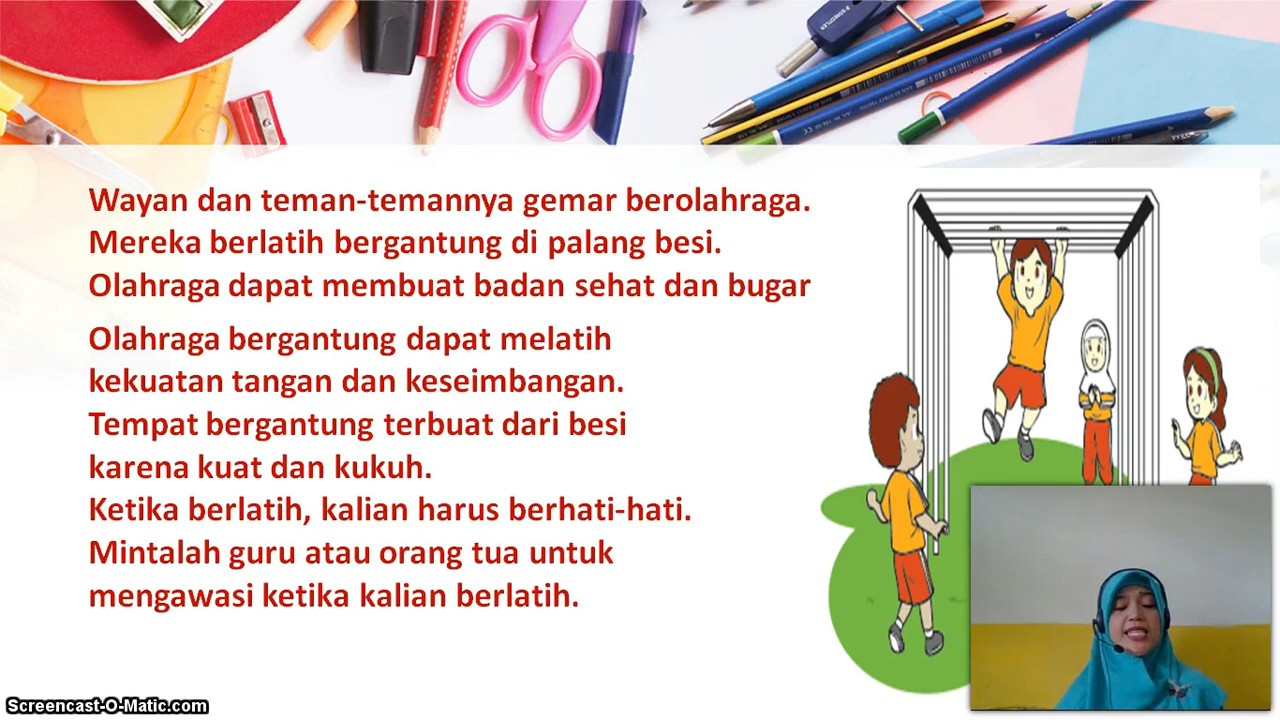 Wayan dan teman-temannya gemar berolahraga.
Mereka berlatih bergantung di palang besi.
Olahraga dapat membuat badan sehat dan bugar
Olahraga bergantung dapat melatih
kekuatan tangan dan keseimbangan.
Tempat bergantung terbuat dari besi
karena kuat dan kukuh.
Ketika berlatih, kalian harus berhati-hati.
Mintalah guru atau orang tua untuk
mengawasi ketika kalian berlatih.
Screencast-O-Matic.com